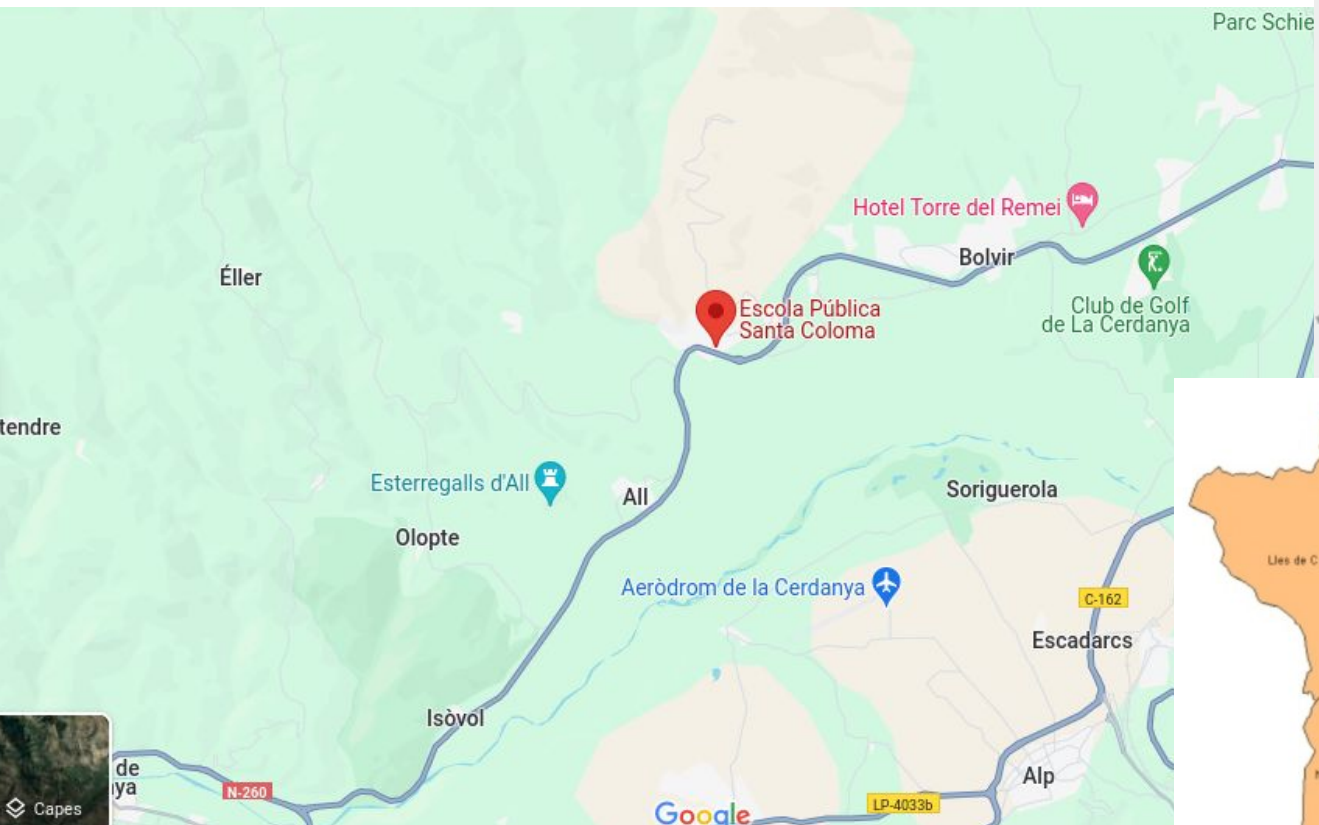 Parc Schie
Hotel Torre del Remei
Bolvir
Éller
Club de Golf
de La Cerdanya
Escola Pública
Santa Coloma
tendre
Esterregalls d'All
All
Soriguerola
Olopte
Lles de C
Aeròdrom de la Cerdanya
C-162
Escadarcs
Isòvol
de
ya
Alp
N-260
Capes
Google
LP-4033b